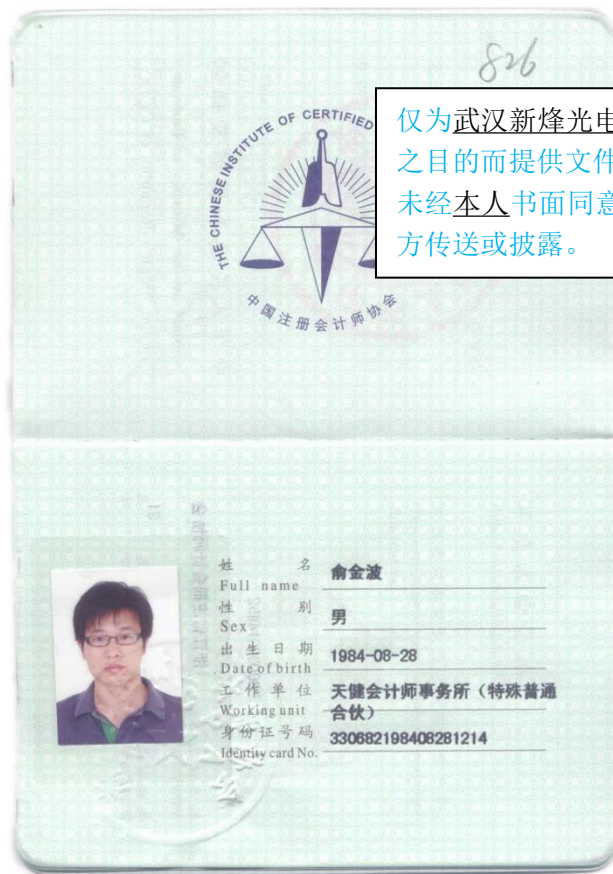 826
THE CHINESE INSTITUTE OF CERTIFIED
中国注册会计师协会
仅为武汉新烽光电
之目的而提供文件
未经本人书面同意
方传送或披露。
姓 名 俞金波
Full name
性 别 男
Sex
出 生 日 期 1984-08-28
Date of birth
工 作 单 位 天健会计师事务所（特殊普通
Working unit 合伙）
身份证号码 330682198408281214
Identity card No.